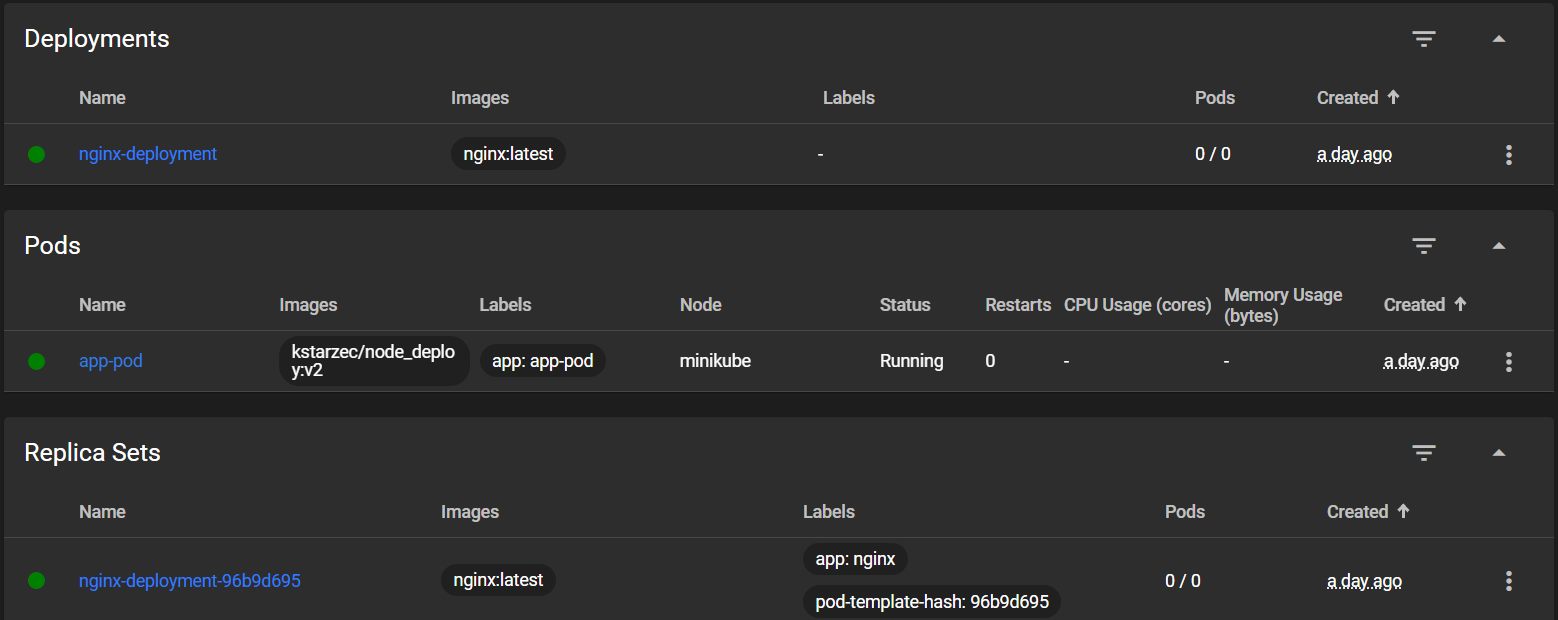 Deployments
Name Images Labels Pods Created
nginx-deployment nginx:latest - 0 / 0 a day ago
Pods
Name Images Labels Node Status Restarts CPU Usage (cores) Memory Usage (bytes) Created
app-pod kstarzec/node_deplo
y:v2 app: app-pod minikube Running 0 - - a day ago
Replica Sets
Name Images Labels Pods Created
nginx-deployment-96b9d695 nginx:latest app: nginx 0 / 0 a day ago
pod-template-hash: 96b9d695